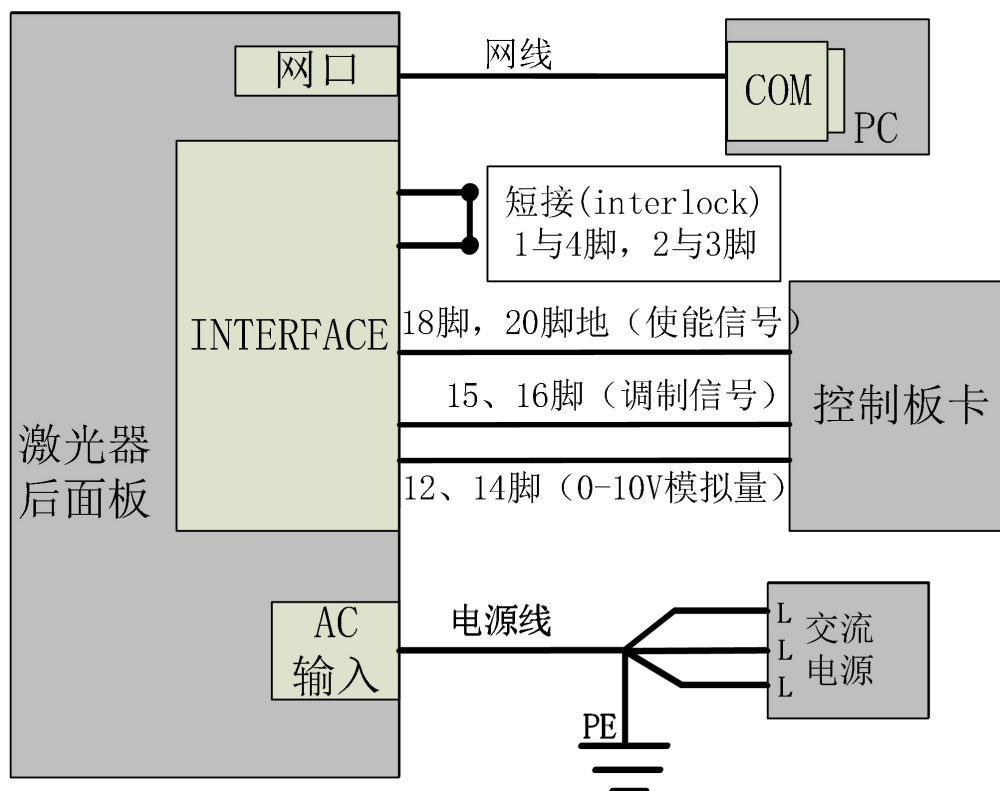 网口
网线
COM
PC
短接(interlock)
1与4脚，2与3脚
INTERFACE
18脚，20脚地（使能信号）
15、16脚（调制信号）
控制板卡
激光器
后面板
12、14脚（0-10V模拟量）
AC
输入
电源线
L
L
L
交流
电源
PE